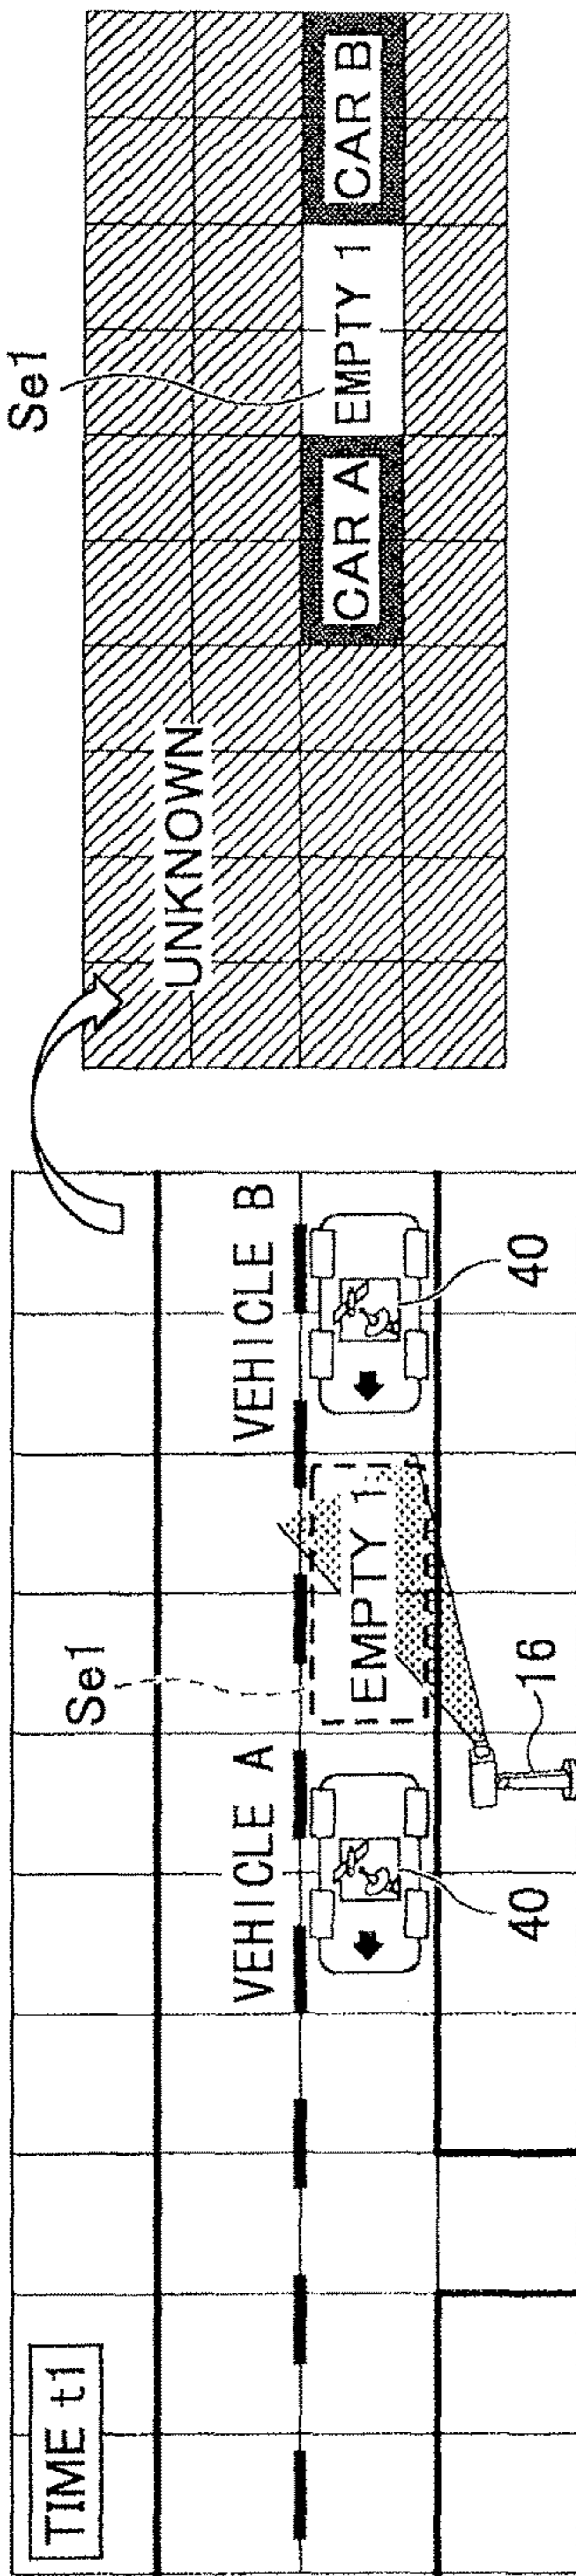 TIME t1
Se1
VEHICLE A
VEHICLE B
EMPTY 1
40
16
40
Se1
UNKNOWN
CAR A
EMPTY 1
CAR B